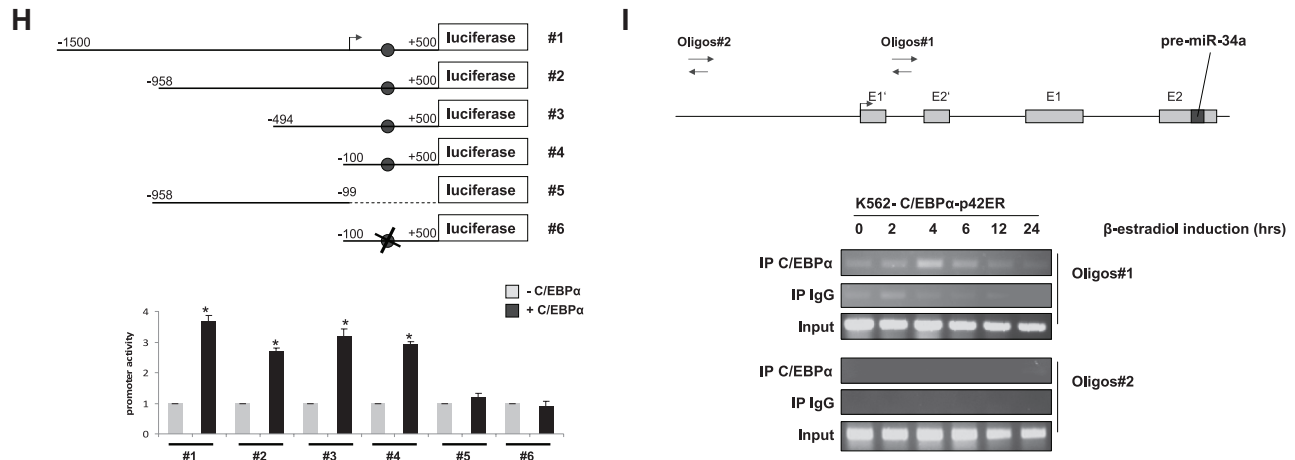 H
-1500 +500 luciferase #1
-958 +500 luciferase #2
-494 +500 luciferase #3
-100 +500 luciferase #4
-958 -99 luciferase #5
-100 +500 luciferase #6
- C/EBPα
+ C/EBPα
promoter activity
4
3
2
1
0
* * * *
#1 #2 #3 #4 #5 #6
I
Oligos#2 Oligos#1 pre-miR-34a
E1' E2' E1 E2
K562- C/EBPα-p42ER
0 2 4 6 12 24 β-estradiol induction (hrs)
IP C/EBPα
IP IgG
Input
Oligos#1
IP C/EBPα
IP IgG
Input
Oligos#2